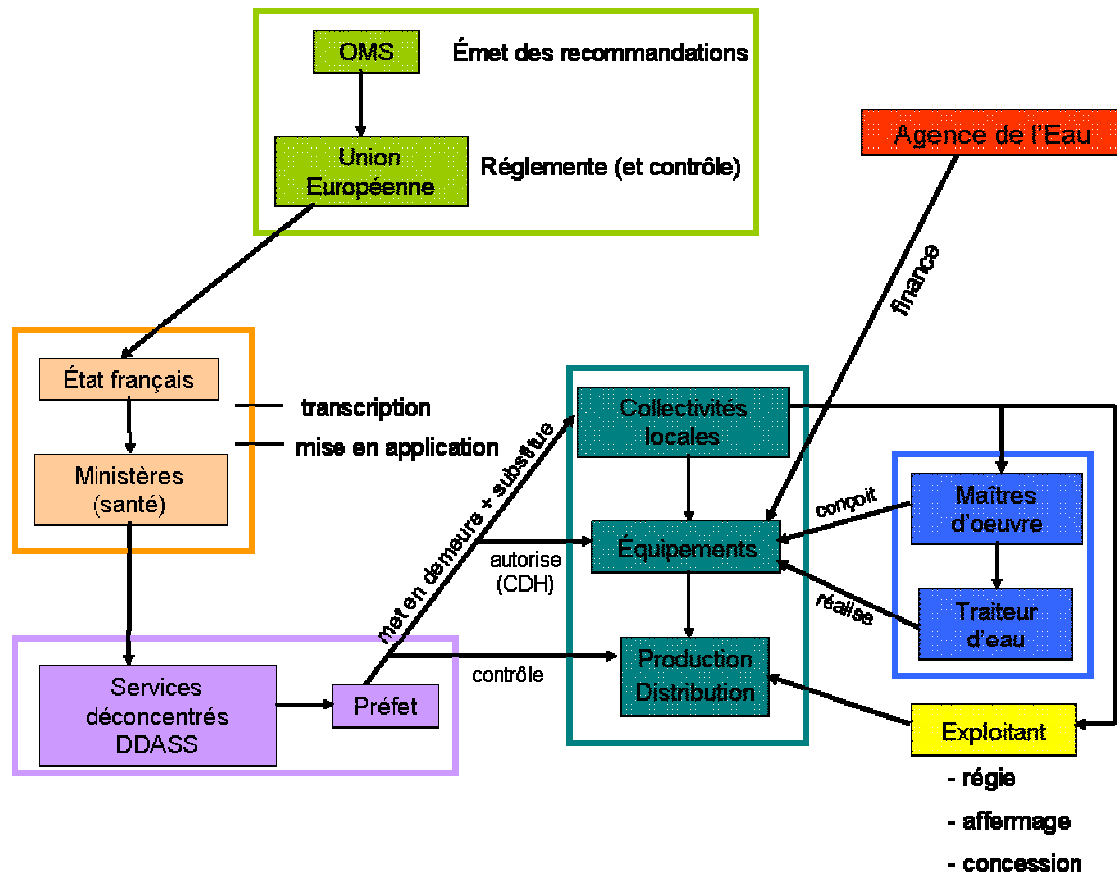 OMS
Émet des recommandations
Union
Européenne
Réglemente (et contrôle)
Agence de l'Eau
finance
État français
transcription
mise en application
Ministères
(santé)
Collectivités
locales
met en demeure + substitue
Maîtres
d'oeuvre
conçoit
Équipements
autorise
(CDH)
réalise
Traiteur
d'eau
Production
Distribution
contrôle
Services
déconcentrés
DDASS
Préfet
Exploitant
- régie
- affermage
- concession